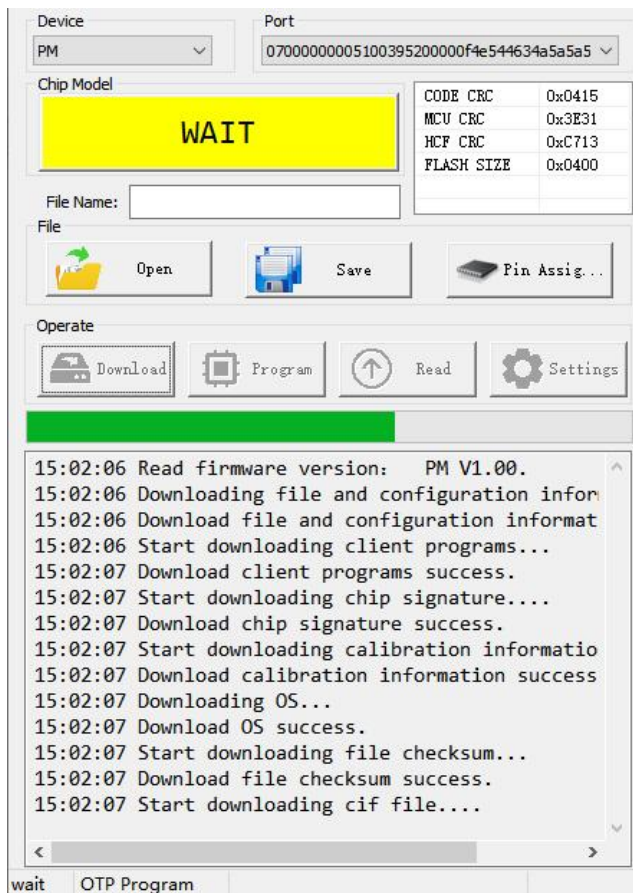 Device
Port
PM
07000000005100395200000f4e544634a5a5a5
Chip Model
WAIT
CODE CRC 0x0415
MCU CRC 0x3E31
HCF CRC 0xC713
FLASH SIZE 0x0400
File Name:
File
Open
Save
Pin Assig...
Operate
Download
Program
Read
Settings
15:02:06 Read firmware version： PM V1.00.
15:02:06 Downloading file and configuration infor
15:02:06 Download file and configuration informat
15:02:06 Start downloading client programs...
15:02:07 Download client programs success.
15:02:07 Start downloading chip signature....
15:02:07 Download chip signature success.
15:02:07 Start downloading calibration informatio
15:02:07 Download calibration information success
15:02:07 Downloading OS...
15:02:07 Download OS success.
15:02:07 Start downloading file checksum...
15:02:07 Download file checksum success.
15:02:07 Start downloading cif file....
wait OTP Program